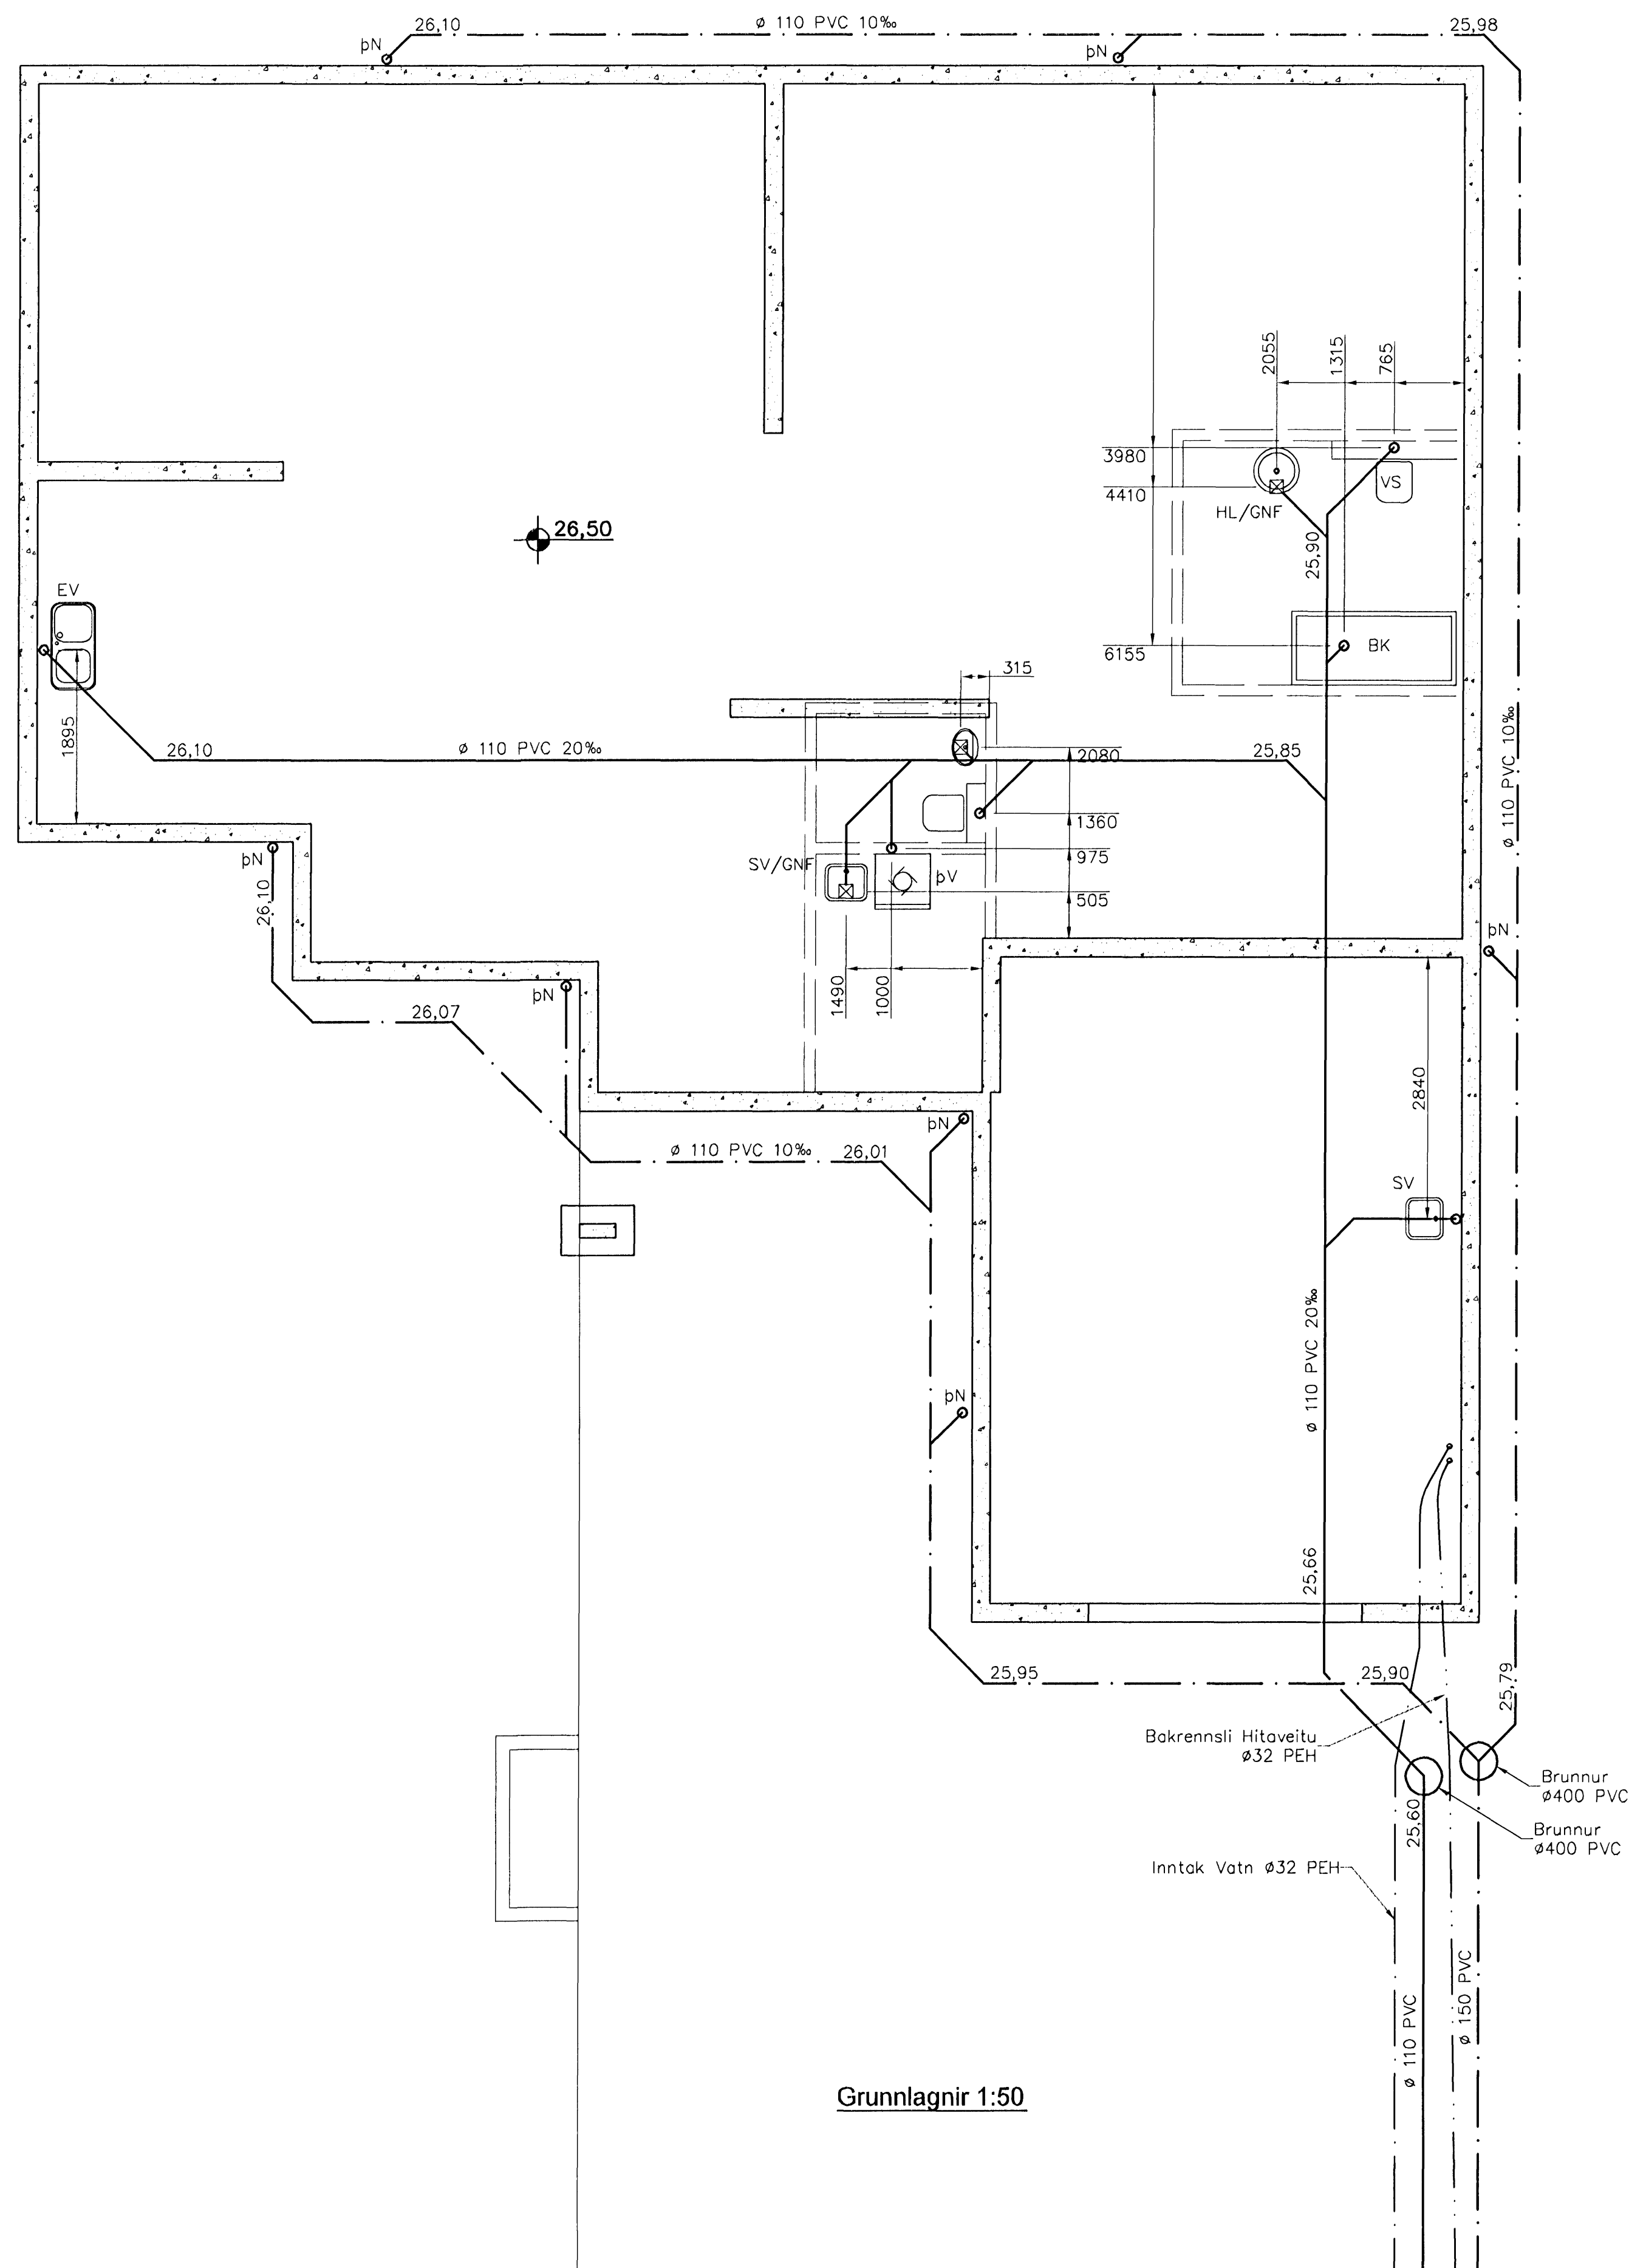 26,10
ø 110 PVC 10‰
25,98
þN
þN
2055
1315
765
3980
4410
VS
HL/GNF
26,50
25,90
EV
BK
6155
315
1895
ø 110 PVC 10‰
26,10
ø 110 PVC 20‰
2080
25,85
1360
975
SV/GNF
þV
505
þN
26,10
þN
þN
1490
1000
26,07
2840
þN
ø 110 PVC 10‰
26,01
SV
ø 110 PVC 20‰
þN
25,66
25,95
25,90
25,79
Bakrennsli Hitaveitu
ø32 PEH
Brunnur
ø400 PVC
25,60
Brunnur
ø400 PVC
Inntak Vatn ø32 PEH
ø 110 PVC
ø 150 PVC
Grunnlagnir 1:50